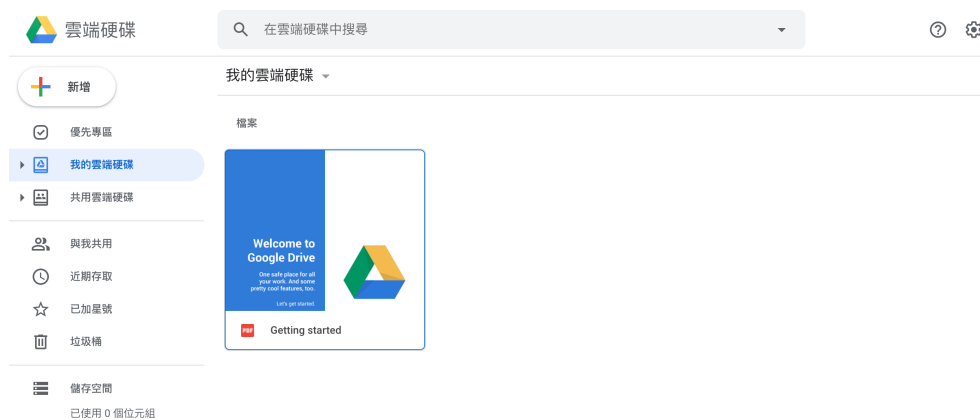 雲端硬碟
在雲端硬碟中搜尋
新增
我的雲端硬碟
優先專區
我的雲端硬碟
共用雲端硬碟
與我共用
近期存取
已加星號
垃圾桶
儲存空間
已使用 0 個位元組
檔案
Welcome to
Google Drive
One safe place for all
your work. And some
pretty cool features, too.
Let's get started.
PDF
Getting started